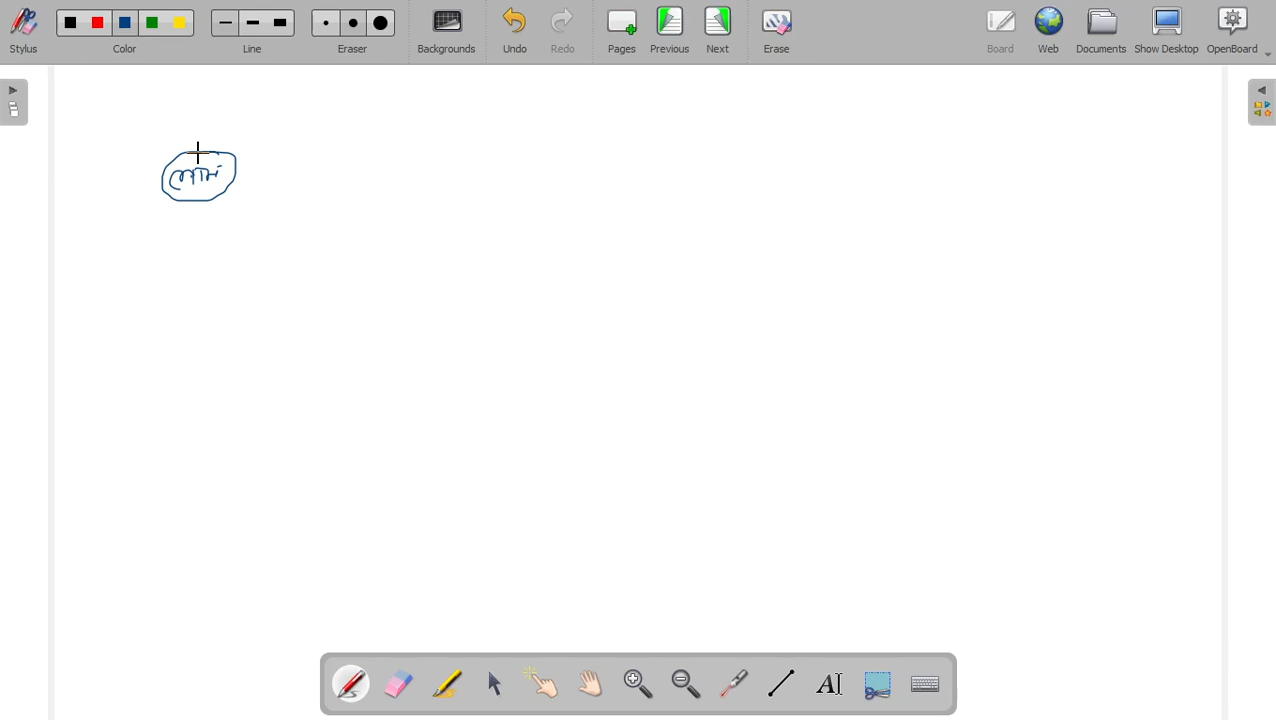 Stylus
Color
Line
Eraser
Backgrounds
Undo
Redo
Pages
Previous
Next
Erase
Board
Web
Documents
Show Desktop
OpenBoard